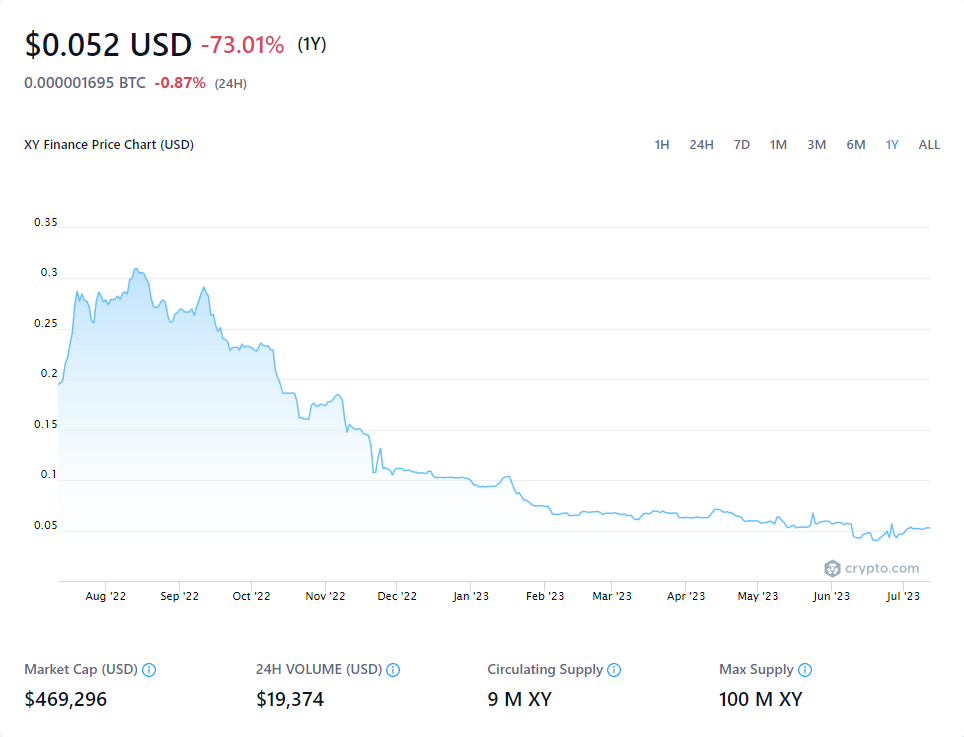 $0.052 USD -73.01% (1Y)
0.000001695 BTC -0.87% (24H)
XY Finance Price Chart (USD) 1H 24H 7D 1M 3M 6M 1Y ALL
0.35
0.3
0.25
0.2
0.15
0.1
0.05
crypto.com
Aug '22 Sep '22 Oct '22 Nov '22 Dec '22 Jan '23 Feb '23 Mar '23 Apr '23 May '23 Jun '23 Jul '23
Market Cap (USD) 24H VOLUME (USD) Circulating Supply Max Supply
$469,296 $19,374 9 M XY 100 M XY